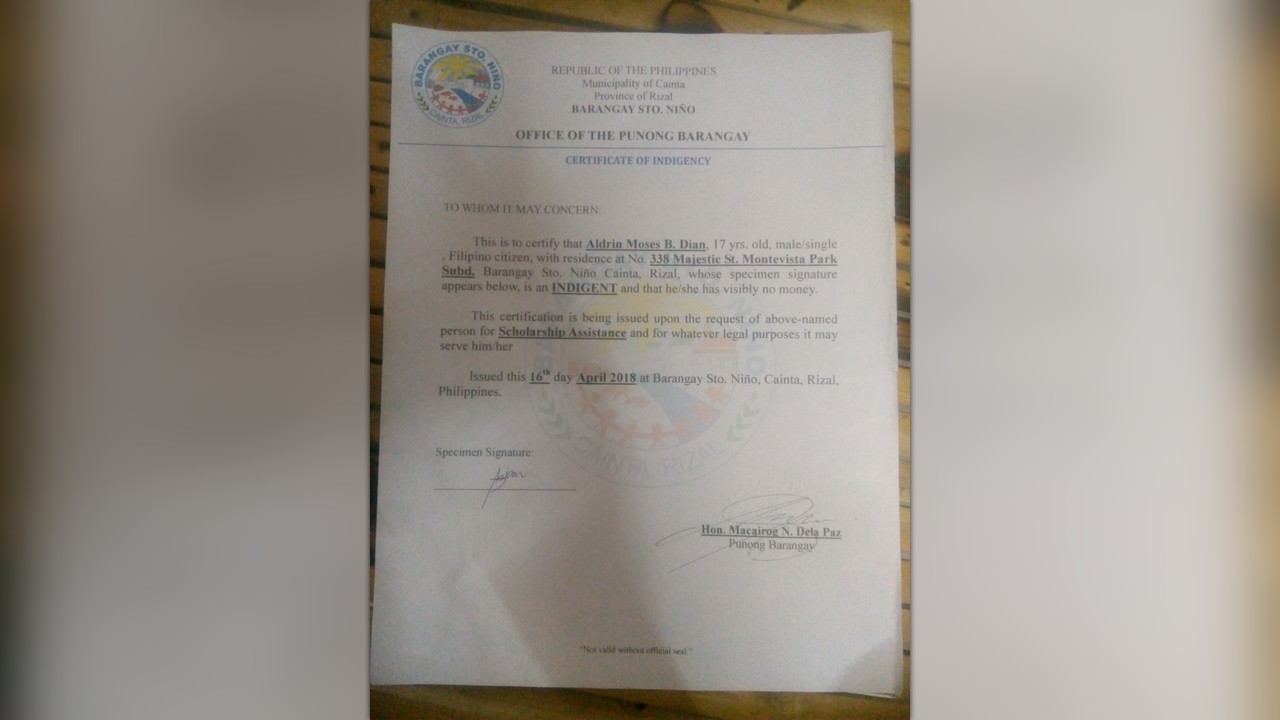 BARANGAY STO. NIÑO
CAINTA, RIZAL
REPUBLIC OF THE PHILIPPINES
Municipality of Cainta
Province of Rizal
BARANGAY STO. NIÑO
OFFICE OF THE PUNONG BARANGAY
CERTIFICATE OF INDIGENCY
TO WHOM IT MAY CONCERN:
This is to certify that Aldrin Moses B. Dian, 17 yrs. old, male/single
, Filipino citizen, with residence at No. 338 Majestic St. Montevista Park
Subd. Barangay Sto. Niño Cainta, Rizal, whose specimen signature
appears below, is an INDIGENT and that he/she has visibly no money.
This certification is being issued upon the request of above-named
person for Scholarship Assistance and for whatever legal purposes it may
serve him/her
Issued this 16th day April 2018 at Barangay Sto. Niño, Cainta, Rizal,
Philippines.
CAINTA, RIZAL
Specimen Signature:
Hon. Macairog N. Dela Paz
Punong Barangay
"Not valid without official seal "